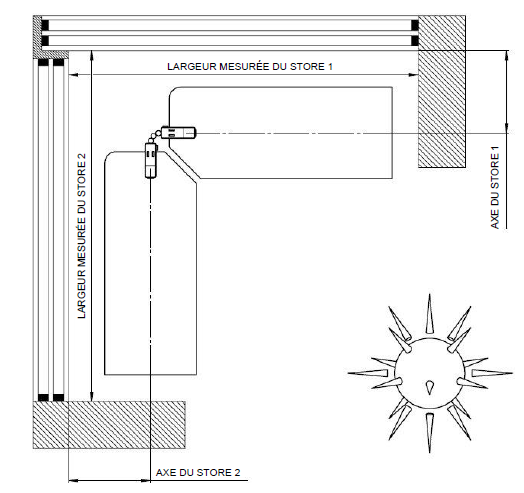 LARGEUR MESURÉE DU STORE 1
AXE DU STORE 1
LARGEUR MESURÉE DU STORE 2
AXE DU STORE 2